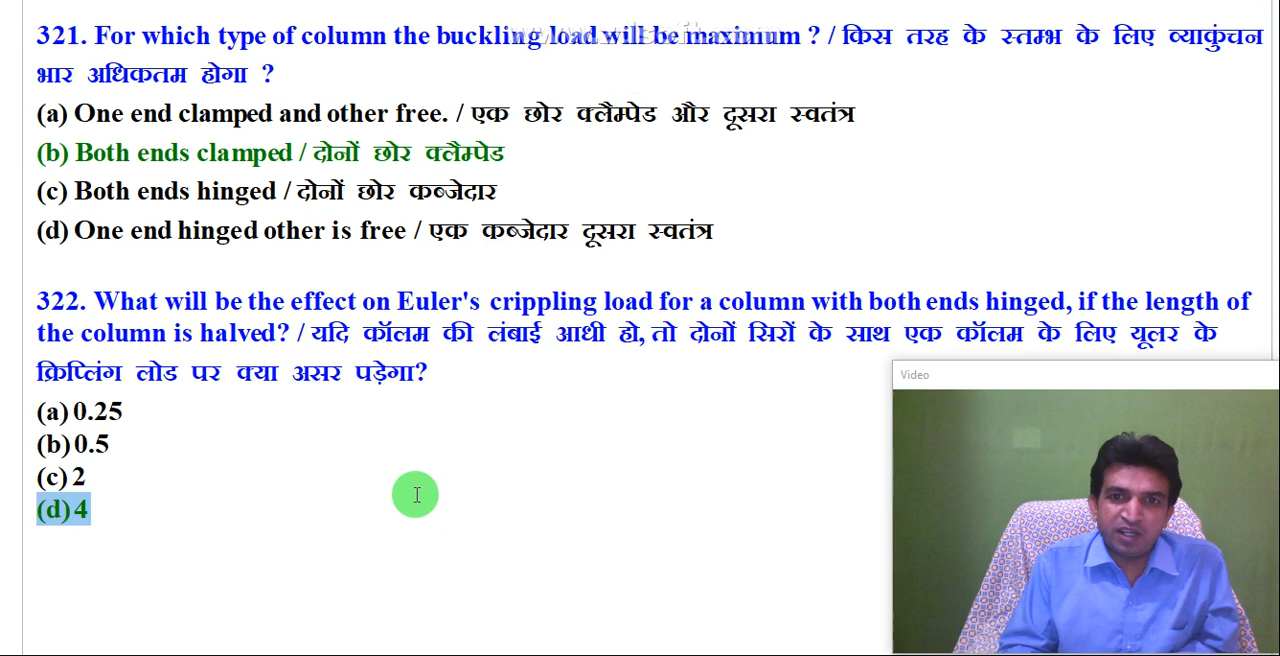 321. For which type of column the buckling load will be maximum ? / किस तरह के स्तम्भ के लिए व्याकुंचन
भार अधिकतम होगा ?
(a) One end clamped and other free. / एक छोर क्लैम्पेड और दूसरा स्वतंत्र
(b) Both ends clamped / दोनों छोर क्लैम्पेड
(c) Both ends hinged / दोनों छोर कब्जेदार
(d) One end hinged other is free / एक कब्जेदार दूसरा स्वतंत्र
322. What will be the effect on Euler's crippling load for a column with both ends hinged, if the length of
the column is halved? / यदि कॉलम की लंबाई आधी हो, तो दोनों सिरों के साथ एक कॉलम के लिए यूलर के
क्रिप्लिंग लोड पर क्या असर पड़ेगा?
Video
(a) 0.25
(b) 0.5
(c) 2
(d) 4